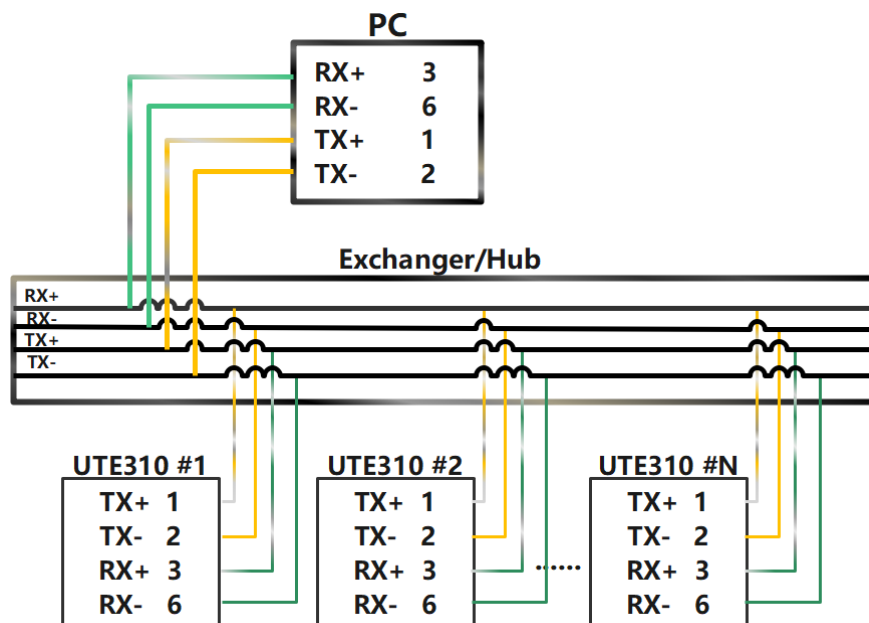 PC
RX+ 3
RX- 6
TX+ 1
TX- 2
Exchanger/Hub
RX+
RX-
TX+
TX-
UTE310 #1
TX+ 1
TX- 2
RX+ 3
RX- 6
UTE310 #2
TX+ 1
TX- 2
RX+ 3
RX- 6
......
UTE310 #N
TX+ 1
TX- 2
RX+ 3
RX- 6